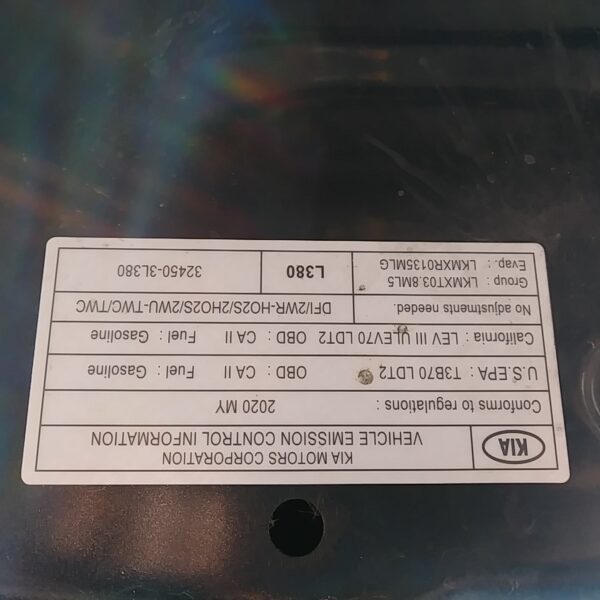 KIA
KIA MOTORS CORPORATION
VEHICLE EMISSION CONTROL INFORMATION
Conforms to regulations : 2020 MY
U.S.EPA : T3B70 LDT2 OBD : CA II Fuel : Gasoline
California : LEV III ULEV70 LDT2 OBD : CA II Fuel : Gasoline
No adjustments needed. DFI/2WR-HO2S/2HO2S/2WU-TWC/TWC
Group : LKMXT03.8ML5
Evap. : LKMXR0135MLG
L380
32450-3L380